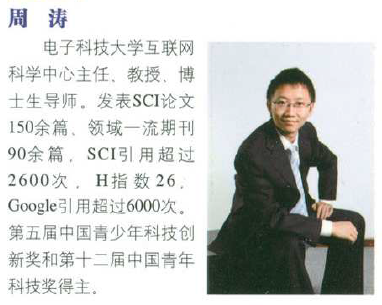 周 涛
电子科技大学互联网
科学中心主任、教授、博
士生导师。发表SCI论文
150余篇、领域一流期刊
90余篇，SCI引用超过
2600次，H指数26，
Google引用超过6000次。
第五届中国青少年科技创
新奖和第十二届中国青年
科技奖得主。